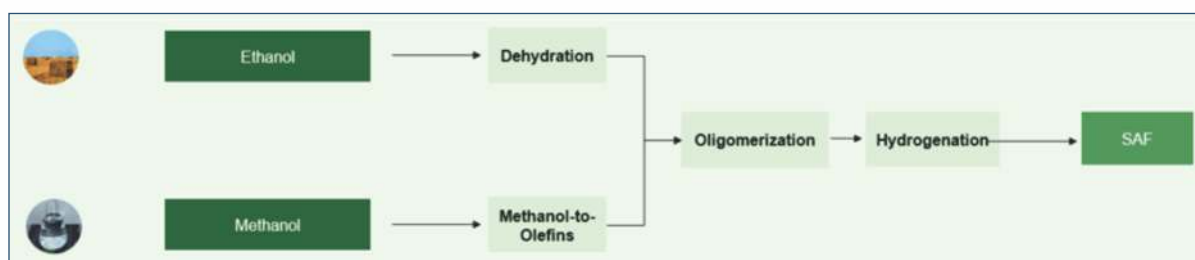 Ethanol
Dehydration
Oligomerization
Hydrogenation
SAF
Methanol
Methanol-to-
Olefins